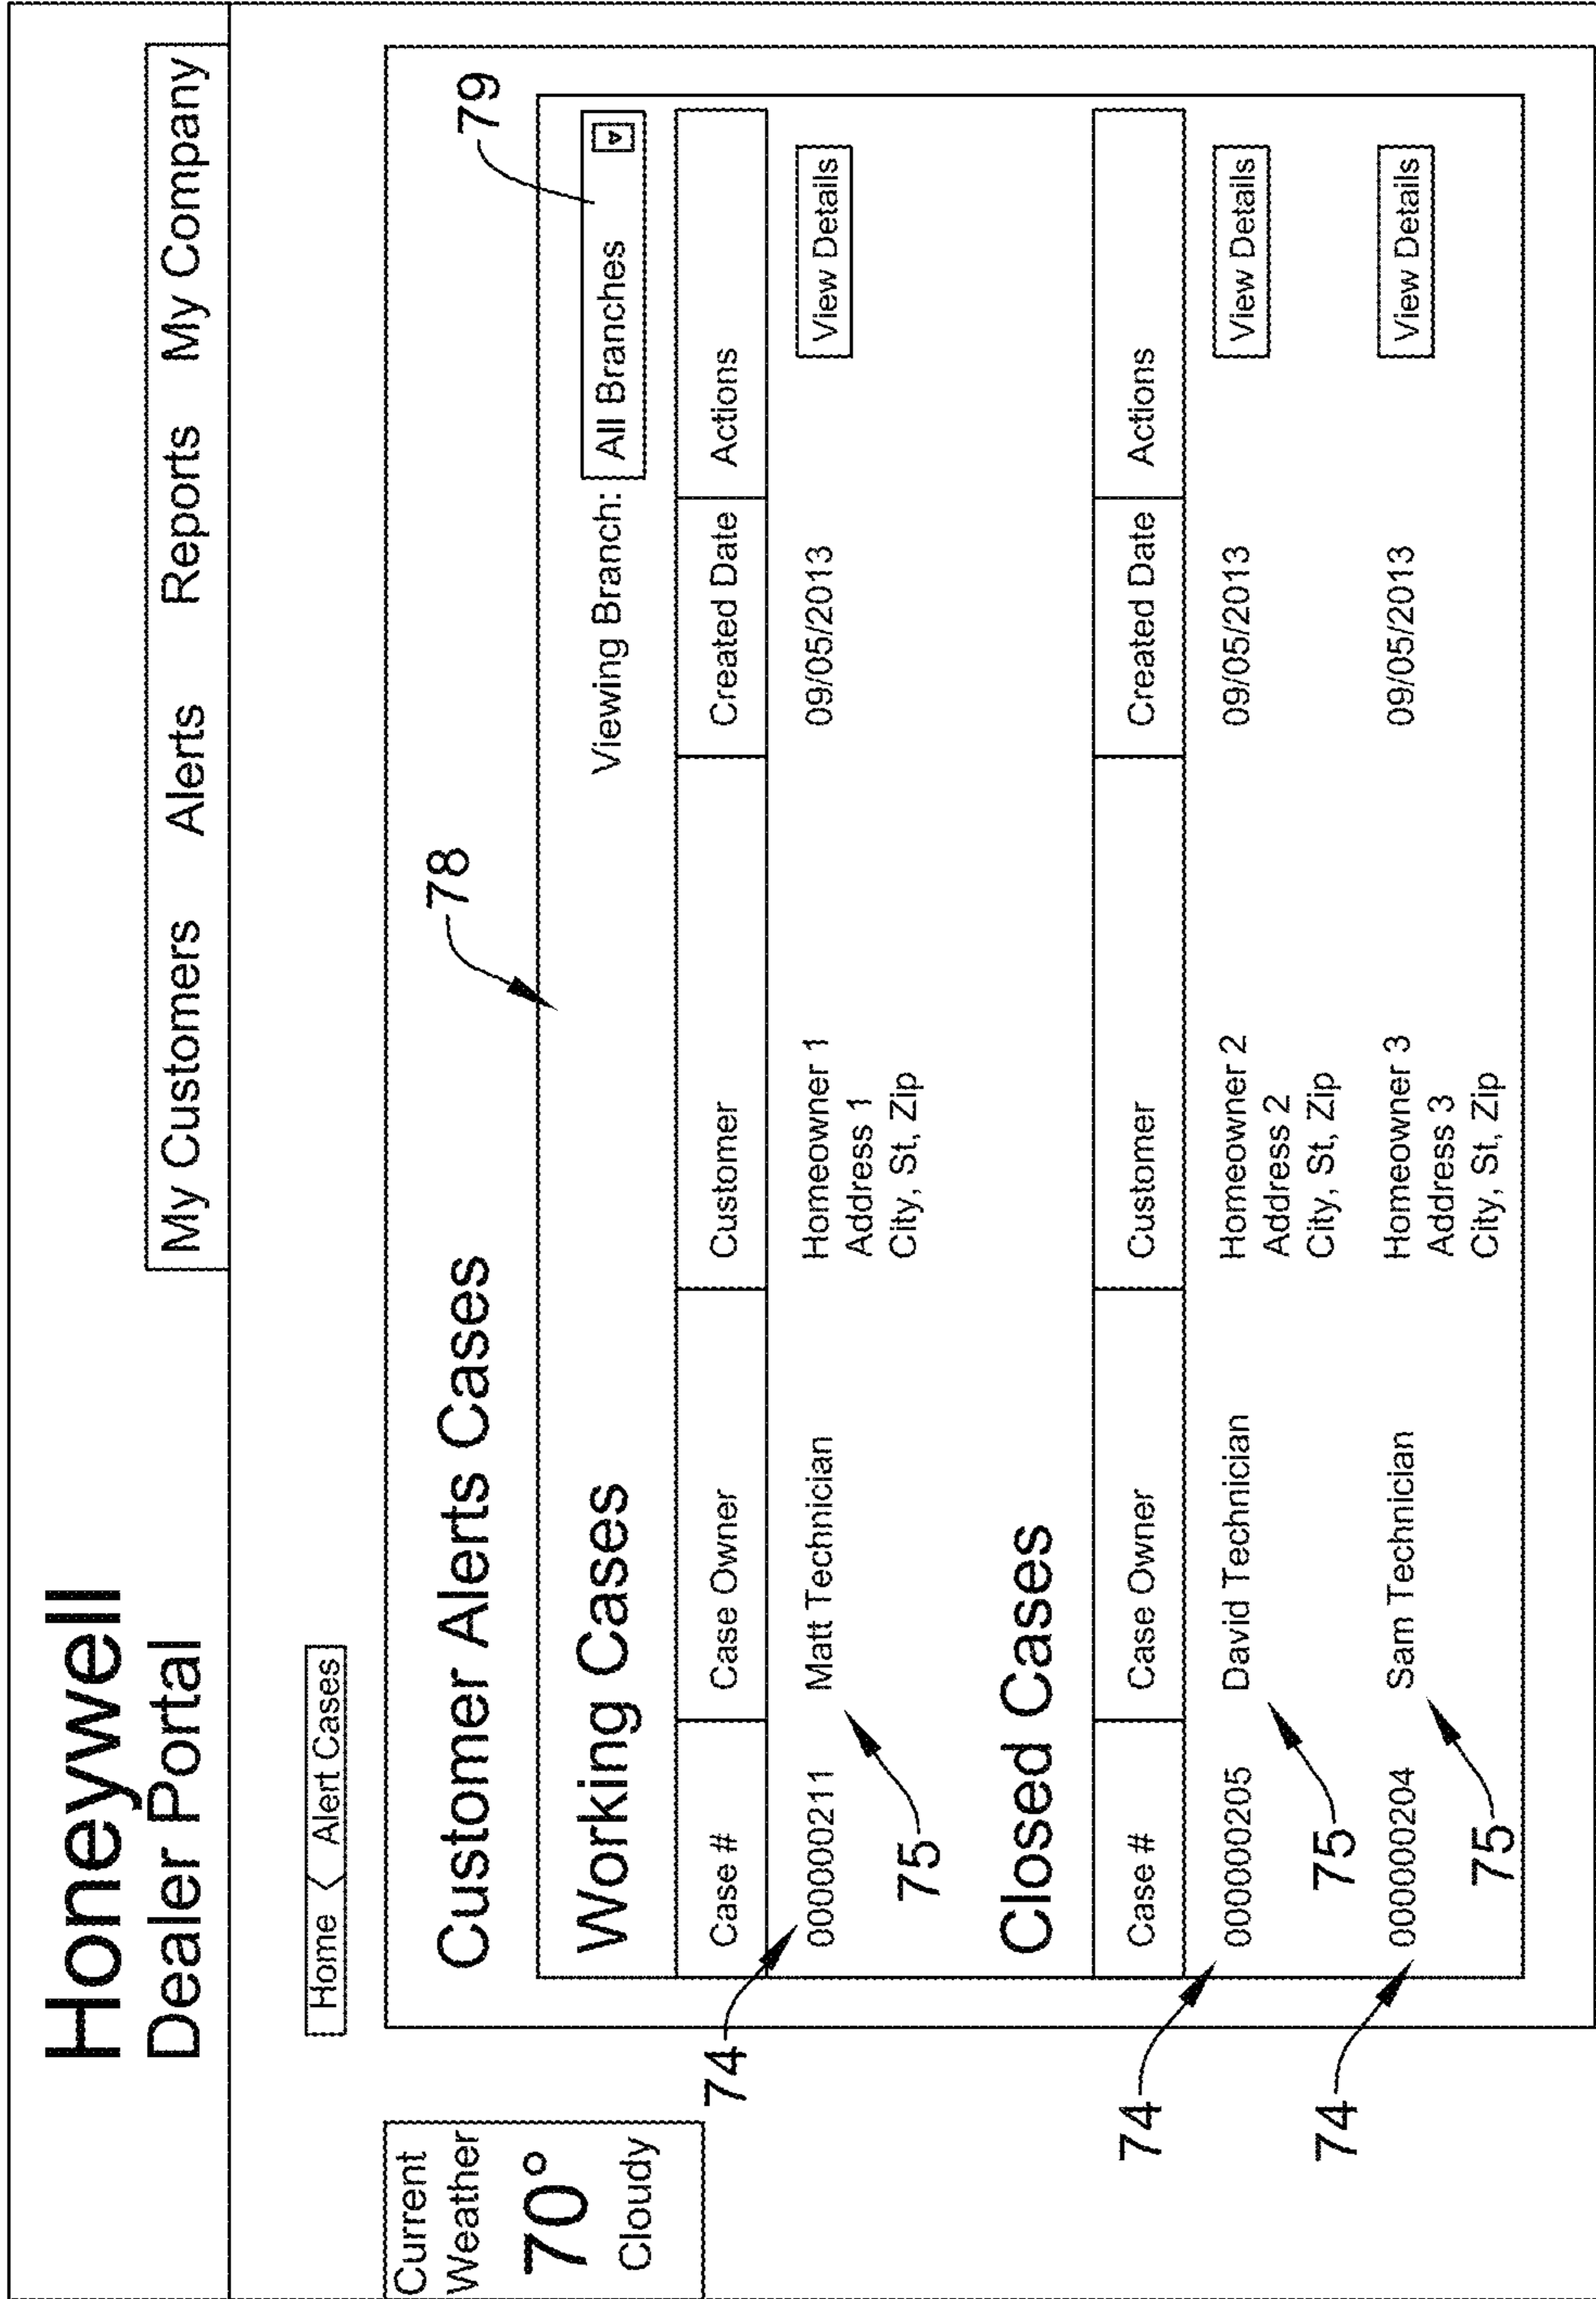 Honeywell
Dealer Portal
My Customers Alerts Reports My Company
Home < Alert Cases
Current
Weather
70°
Cloudy
Customer Alerts Cases
78
79
Working Cases
Viewing Branch: All Branches
Case # Case Owner Customer Created Date Actions
74
000000211 Matt Technician Homeowner 1 09/05/2013 View Details
Address 1
City, St, Zip
75
Closed Cases
Case # Case Owner Customer Created Date Actions
74
000000205 David Technician Homeowner 2 09/05/2013 View Details
Address 2
City, St, Zip
75
74
000000204 Sam Technician Homeowner 3 09/05/2013 View Details
Address 3
City, St, Zip
75